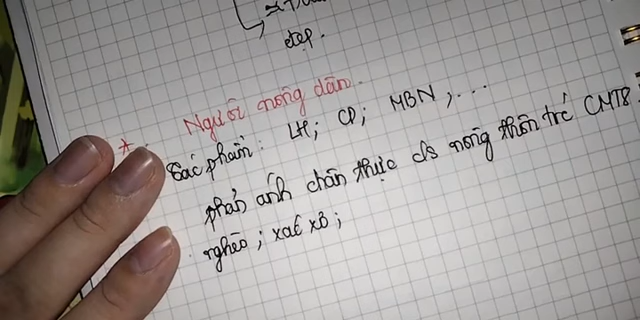 đẹp.
* Người nông dân.
tác phẩm: LH; CD; MBN; ...
phản ánh chân thực c/s nông thôn trc CMT8
nghèo; xác xơ;